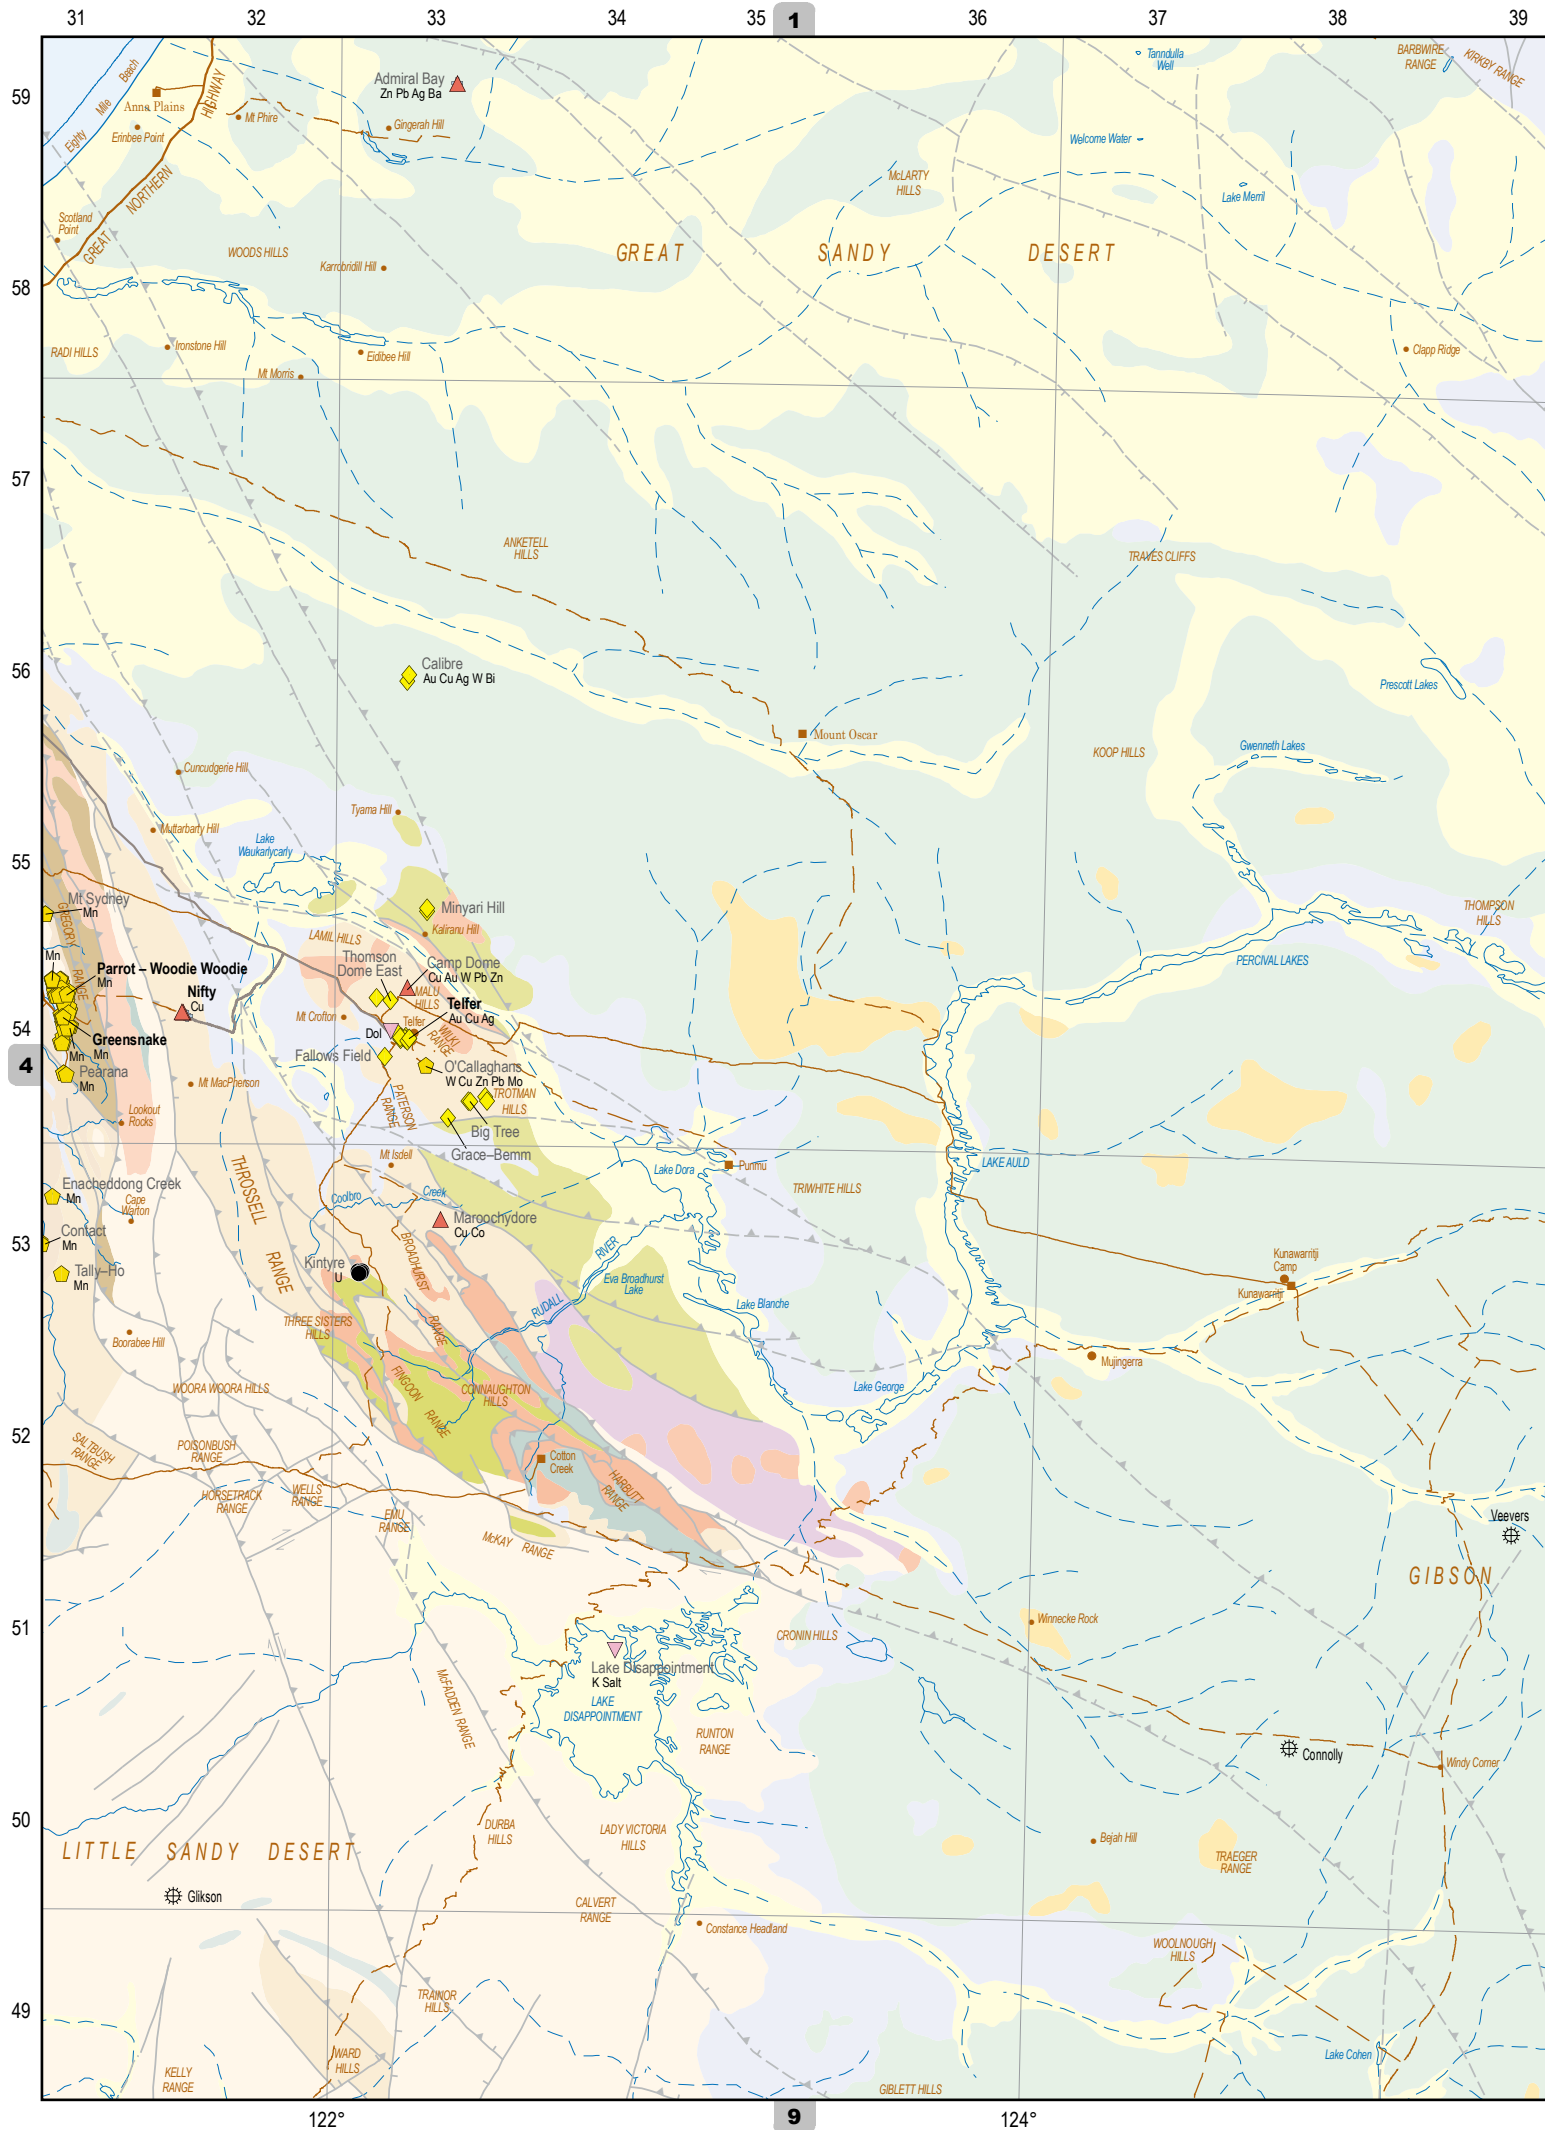 31 32 33 34 35 1 36 37 38 39
59
58
57
56
55
54
4
53
52
51
50
49
122°
9
124°
Eighty Mile Beach
Anna Plains
Erinbee Point
GREAT NORTHERN HIGHWAY
Mt Phire
Gingerah Hill
Admiral Bay
Zn Pb Ag Ba
Tanndulla
Well
BARBWIRE
RANGE
KIRKBY RANGE
Welcome Water
McLARTY
HILLS
Lake Merril
Scotland
Point
WOODS HILLS
Karrobridill Hill
GREAT SANDY DESERT
RADI HILLS
Ironstone Hill
Eidibee Hill
Mt Morris
Clapp Ridge
ANKETELL
HILLS
TRAVES CLIFFS
Calibre
Au Cu Ag W Bi
Prescott Lakes
Mount Oscar
KOOP HILLS
Gwenneth Lakes
Cuncudgerie Hill
Tyama Hill
Muttarbarty Hill
Lake
Waukarlycarly
Mt Sydney
Mn
GREGORY RANGE
Minyari Hill
Kaliranu Hill
THOMPSON
HILLS
PERCIVAL LAKES
LAMIL HILLS
Thomson
Dome East
Camp Dome
Cu Au W Pb Zn
MALU
HILLS
Mn
Parrot – Woodie Woodie
Mn
Nifty
Cu
Mt Crofton
Telfer
Au Cu Ag
Telfer
Dol
WILKI
RANGE
Greensnake
Mn
Mn
Fallows Field
O'Callaghans
W Cu Zn Pb Mo
Pearana
Mn
Mt MacPherson
PATERSON
RANGE
TROTMAN
HILLS
Lookout
Rocks
Big Tree
Grace–Bemm
Mt Isdell
Lake Dora
Punmu
LAKE AULD
TRIWHITE HILLS
THROSSELL RANGE
Enacheddong Creek
Mn
Cape
Warton
Coolbro Creek
Maroochydore
Cu Co
Contact
Mn
Tally–Ho
Mn
Kintyre
U
BROADHURST RANGE
RUDALL RIVER
Eva Broadhurst
Lake
Lake Blanche
Kunawarritji
Camp
Kunawarritji
THREE SISTERS
HILLS
Boorabee Hill
Mujingerra
WOORA WOORA HILLS
FINGOON RANGE
CONNAUGHTON
HILLS
Lake George
SALTBUSH
RANGE
POISONBUSH
RANGE
Cotton
Creek
HARBUTT
RANGE
HORSETRACK
RANGE
WELLS
RANGE
EMU
RANGE
McKAY RANGE
Veevers
GIBSON
Winnecke Rock
CRONIN HILLS
Lake Disappointment
K Salt
LAKE
DISAPPOINTMENT
McFADDEN RANGE
RUNTON
RANGE
Connolly
Windy Corner
DURBA
HILLS
LADY VICTORIA
HILLS
Bejah Hill
TRAEGER
RANGE
LITTLE SANDY DESERT
Glikson
CALVERT
RANGE
Constance Headland
WOOLNOUGH
HILLS
TRAINOR
HILLS
WARD
HILLS
KELLY
RANGE
Lake Cohen
GIBLETT HILLS